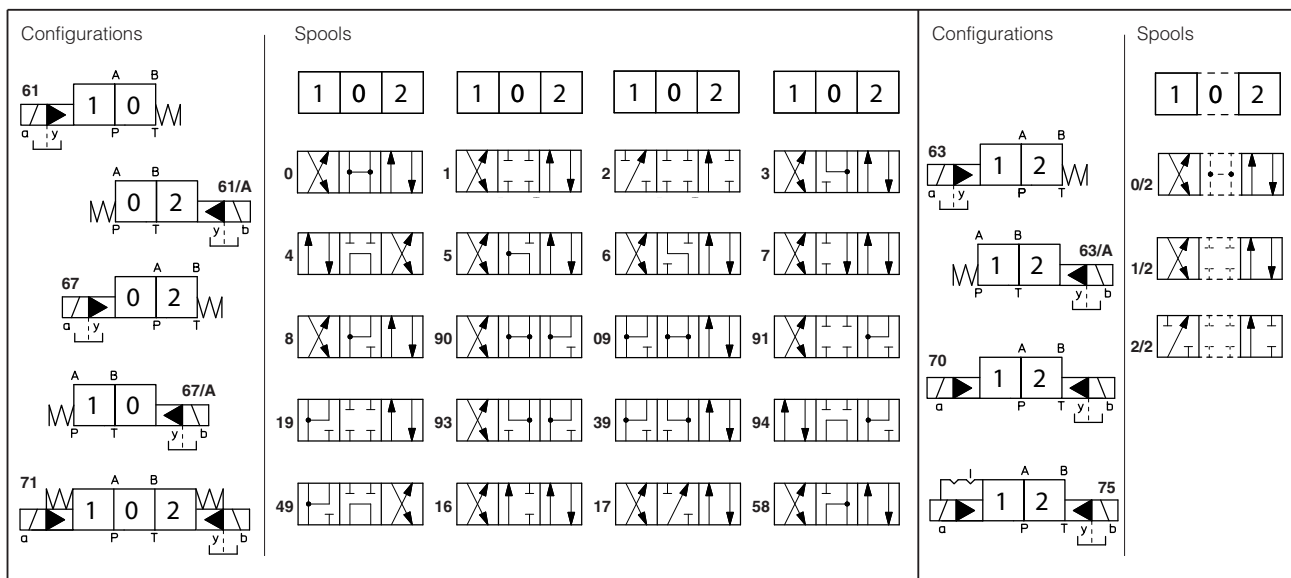 Configurations
Spools
61
A B
1 0
a y P T
A B 61/A
0 2
P T y b
67
A B
0 2
a y P T
A B 67/A
1 0
P T y b
71
A B
1 0 2
a P T y b
1 0 2
1 0 2
1 0 2
1 0 2
0 1 2 3
4 5 6 7
8 90 09 91
19 93 39 94
49 16 17 58
Configurations
Spools
63
A B
1 2
a y P T
A B 63/A
1 2
P T y b
70
A B
1 2
a P T y b
A B 75
1 2
a P T y b
1 0 2
0/2
1/2
2/2